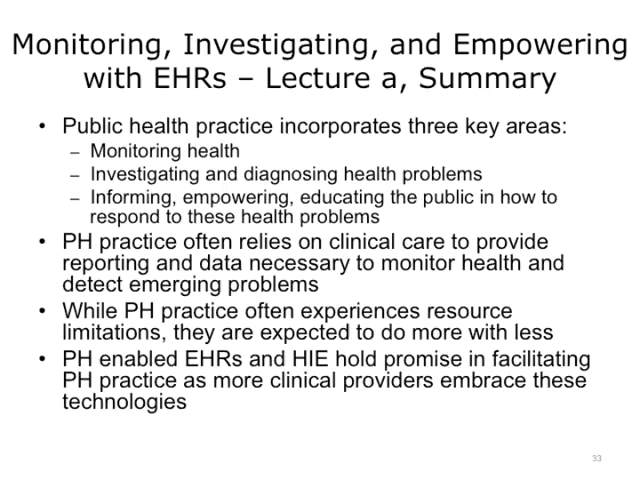 Monitoring, Investigating, and Empowering
with EHRs – Lecture a, Summary
• Public health practice incorporates three key areas:
– Monitoring health
– Investigating and diagnosing health problems
– Informing, empowering, educating the public in how to
respond to these health problems
• PH practice often relies on clinical care to provide
reporting and data necessary to monitor health and
detect emerging problems
• While PH practice often experiences resource
limitations, they are expected to do more with less
• PH enabled EHRs and HIE hold promise in facilitating
PH practice as more clinical providers embrace these
technologies
33